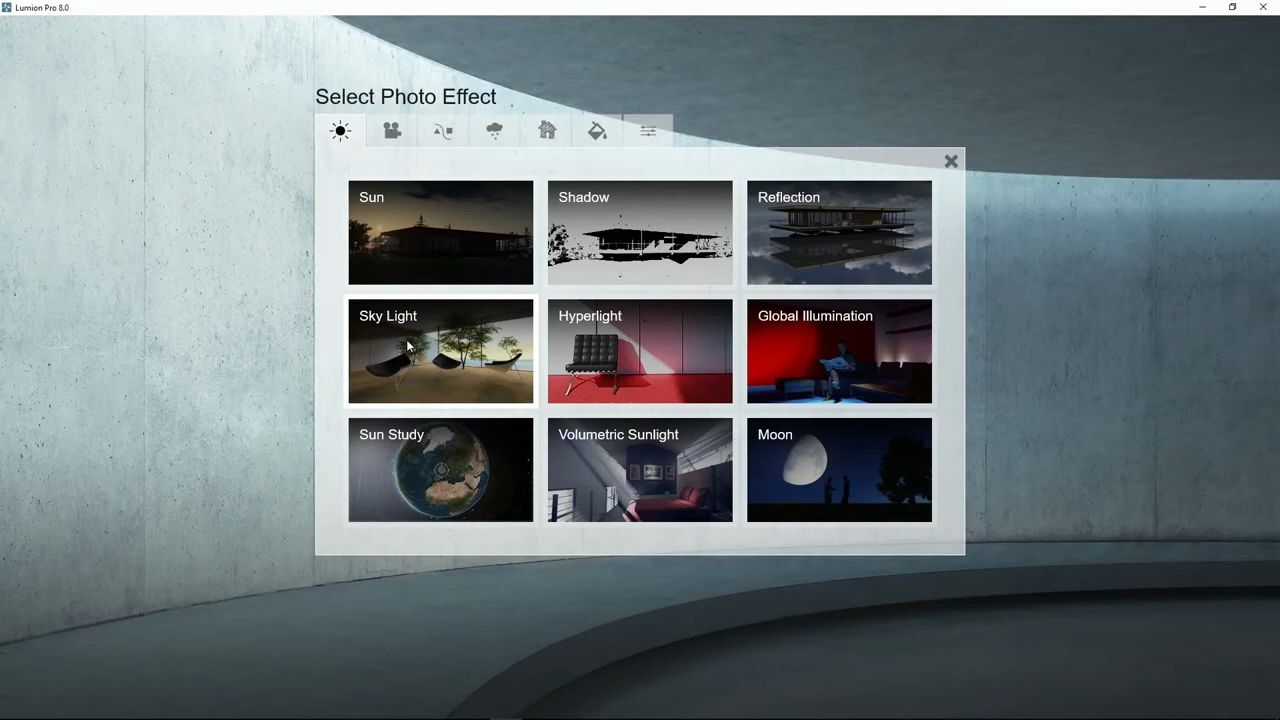 Lumion Pro 8.0
Select Photo Effect
Sun
Shadow
Reflection
Sky Light
Hyperlight
Global Illumination
Sun Study
Volumetric Sunlight
Moon